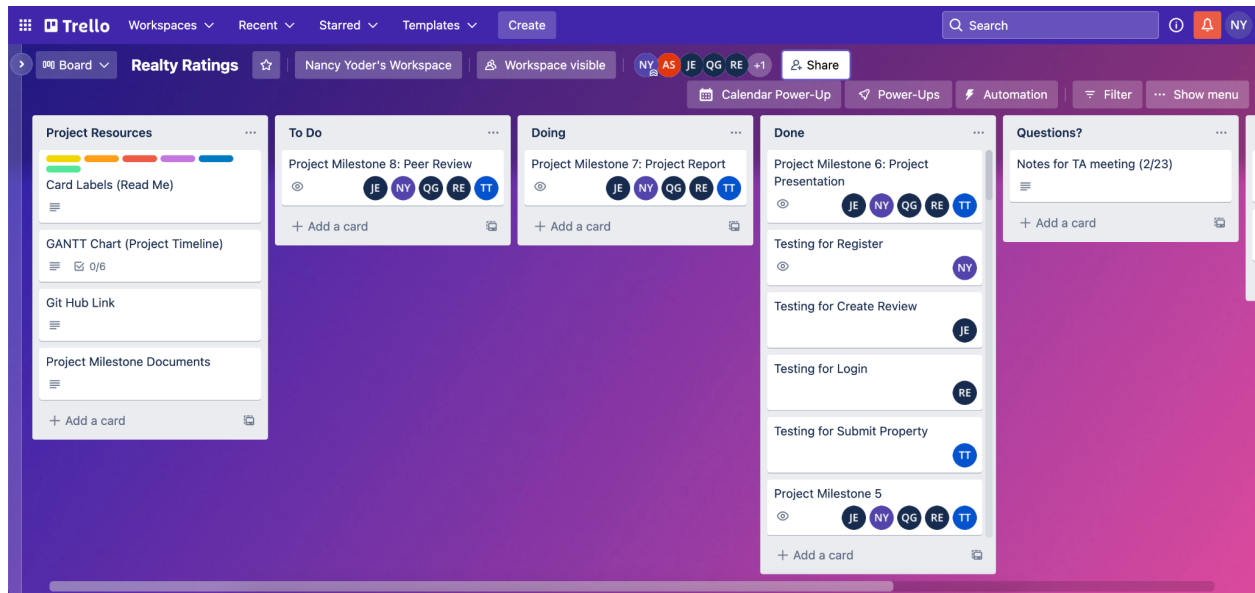 Trello Workspaces Recent Starred Templates Create Search NY
Board Realty Ratings Nancy Yoder's Workspace Workspace visible NY AS JE QG RE +1 Share
Calendar Power-Up Power-Ups Automation Filter Show menu
Project Resources
Card Labels (Read Me)
GANTT Chart (Project Timeline)
0/6
Git Hub Link
Project Milestone Documents
+ Add a card
To Do
Project Milestone 8: Peer Review
JE NY QG RE TT
+ Add a card
Doing
Project Milestone 7: Project Report
JE NY QG RE TT
+ Add a card
Done
Project Milestone 6: Project
Presentation
JE NY QG RE TT
Testing for Register
NY
Testing for Create Review
JE
Testing for Login
RE
Testing for Submit Property
TT
Project Milestone 5
JE NY QG RE TT
+ Add a card
Questions?
Notes for TA meeting (2/23)
+ Add a card